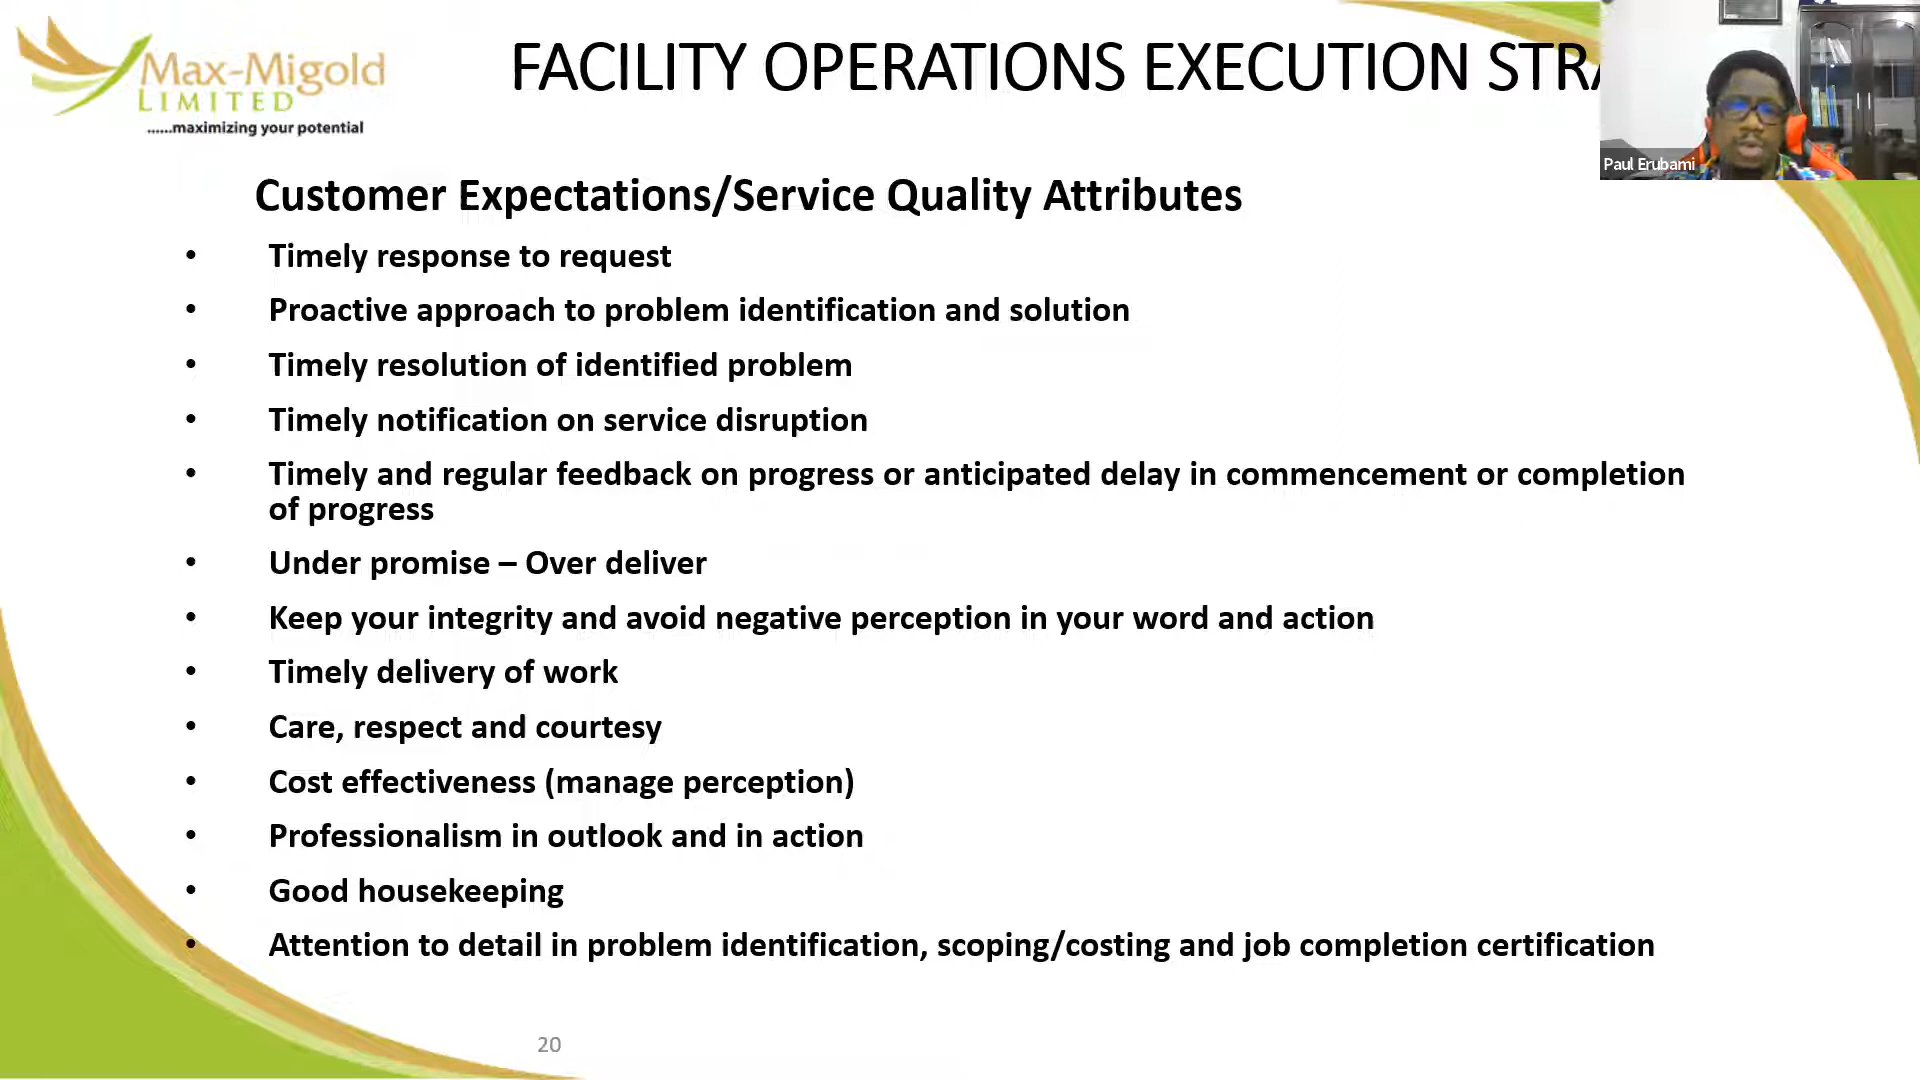 Max-Migold
LIMITED
......maximizing your potential
FACILITY OPERATIONS EXECUTION STRA
Paul Erubami
Customer Expectations/Service Quality Attributes
• Timely response to request
• Proactive approach to problem identification and solution
• Timely resolution of identified problem
• Timely notification on service disruption
• Timely and regular feedback on progress or anticipated delay in commencement or completion
of progress
• Under promise – Over deliver
• Keep your integrity and avoid negative perception in your word and action
• Timely delivery of work
• Care, respect and courtesy
• Cost effectiveness (manage perception)
• Professionalism in outlook and in action
• Good housekeeping
• Attention to detail in problem identification, scoping/costing and job completion certification
20